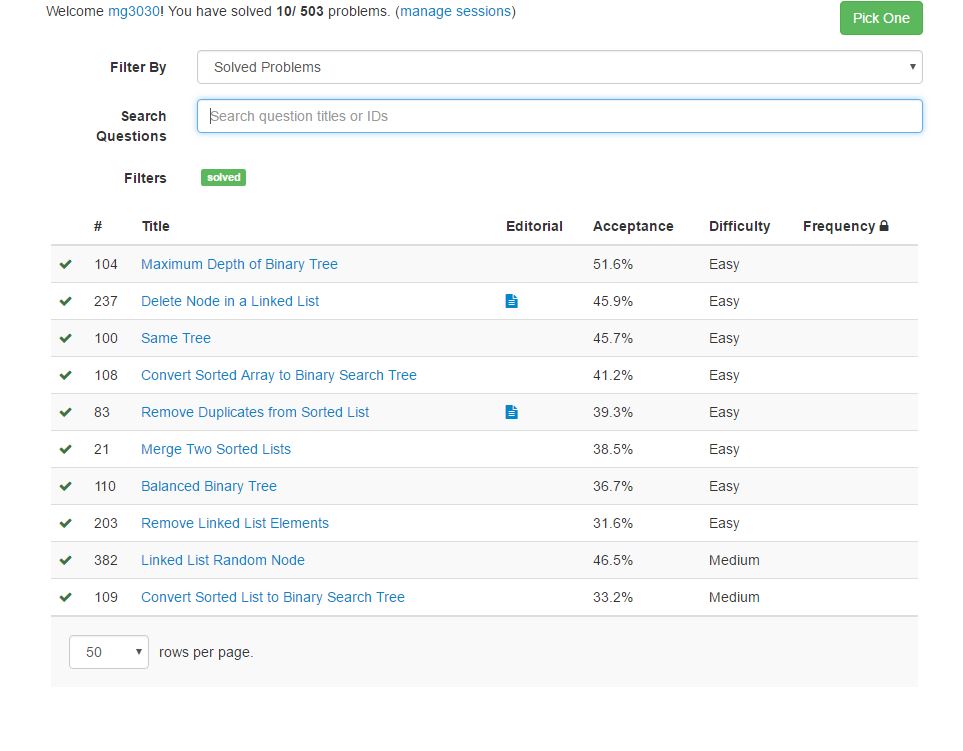 Welcome mg3030! You have solved 10/ 503 problems. (manage sessions)
Pick One
Filter By
Solved Problems
Search Questions
Search question titles or IDs
Filters
solved
# Title Editorial Acceptance Difficulty Frequency
104 Maximum Depth of Binary Tree 51.6% Easy
237 Delete Node in a Linked List 45.9% Easy
100 Same Tree 45.7% Easy
108 Convert Sorted Array to Binary Search Tree 41.2% Easy
83 Remove Duplicates from Sorted List 39.3% Easy
21 Merge Two Sorted Lists 38.5% Easy
110 Balanced Binary Tree 36.7% Easy
203 Remove Linked List Elements 31.6% Easy
382 Linked List Random Node 46.5% Medium
109 Convert Sorted List to Binary Search Tree 33.2% Medium
50 rows per page.